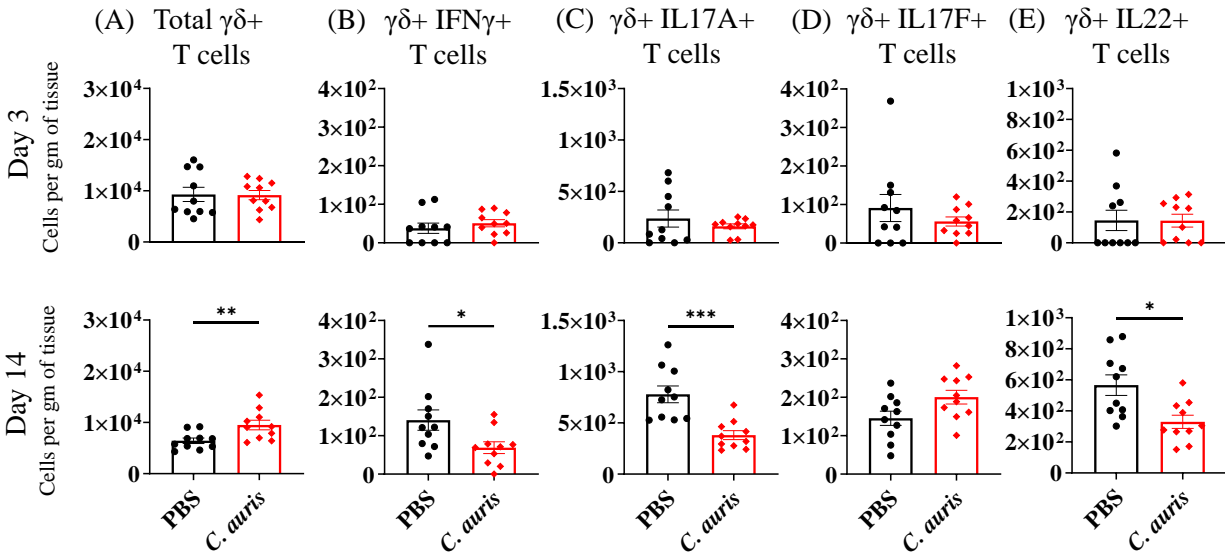 (A) Total γδ+
T cells
(B) γδ+ IFNγ+
T cells
(C) γδ+ IL17A+
T cells
(D) γδ+ IL17F+
T cells
(E) γδ+ IL22+
T cells
Day 3
Cells per gm of tissue
3×10⁴
2×10⁴
1×10⁴
0
4×10²
3×10²
2×10²
1×10²
0
1.5×10³
1×10³
5×10²
0
4×10²
3×10²
2×10²
1×10²
0
1×10³
8×10²
6×10²
4×10²
2×10²
0
Day 14
Cells per gm of tissue
3×10⁴
2×10⁴
1×10⁴
0
**
PBS
C. auris
4×10²
3×10²
2×10²
1×10²
0
*
PBS
C. auris
1.5×10³
1×10³
5×10²
0
***
PBS
C. auris
4×10²
3×10²
2×10²
1×10²
0
PBS
C. auris
1×10³
8×10²
6×10²
4×10²
2×10²
0
*
PBS
C. auris